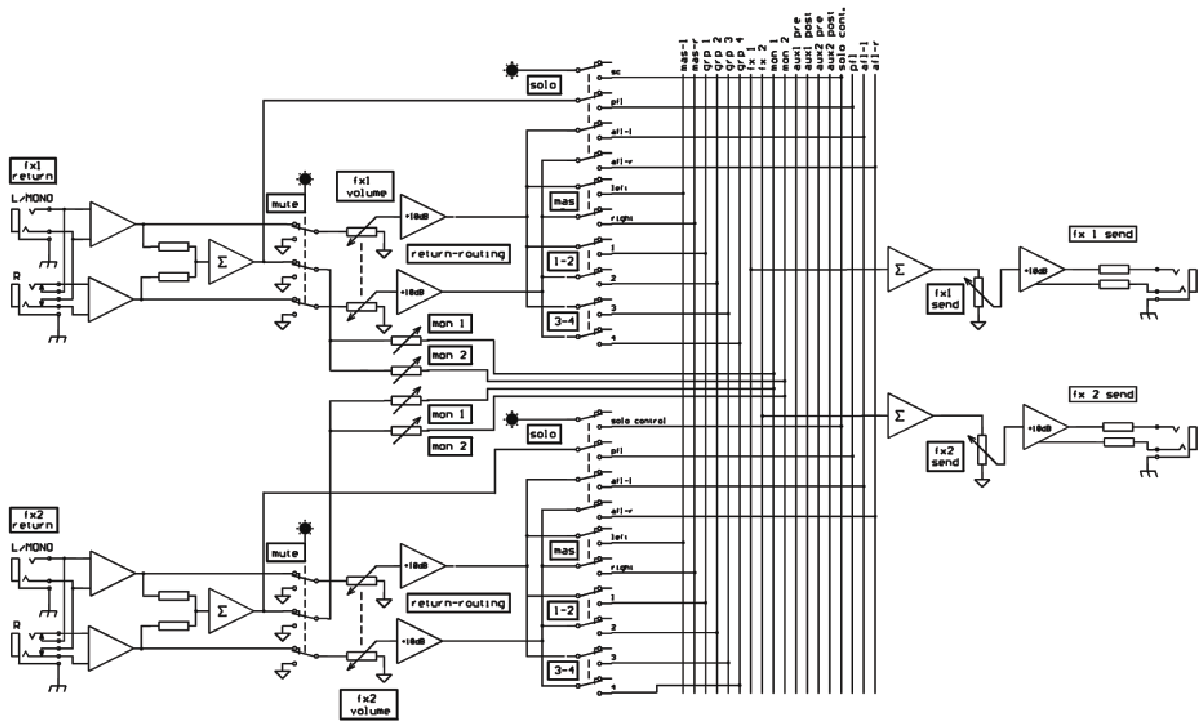 mas-l
mas-r
grp 1
grp 2
grp 3
grp 4
fx 1
fx 2
mon 1
mon 2
aux1 pre
aux1 post
aux2 pre
aux2 post
solo cont.
pfl
afl-l
afl-r
solo
sc
pfl
afl-l
afl-r
fx1
return
L/MONO
R
Σ
mute
fx1
volume
+10dB
return-routing
+10dB
mas
left
right
1-2
1
2
3-4
3
4
mon 1
mon 2
mon 1
mon 2
Σ
fx1
send
+10dB
fx 1 send
Σ
fx2
send
+10dB
fx 2 send
solo
solo control
pfl
afl-l
afl-r
fx2
return
L/MONO
R
Σ
mute
+10dB
return-routing
+10dB
fx2
volume
mas
left
right
1-2
1
2
3-4
3
4